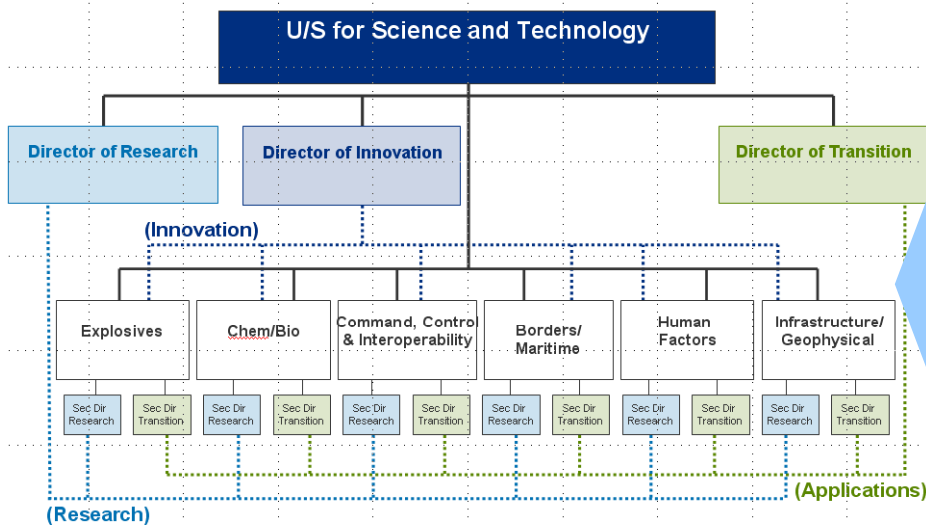 U/S for Science and Technology
Director of Research
Director of Innovation
Director of Transition
(Innovation)
Explosives
Chem/Bio
Command, Control
& Interoperability
Borders/
Maritime
Human
Factors
Infrastructure/
Geophysical
Sec Dir
Research
Sec Dir
Transition
Sec Dir
Research
Sec Dir
Transition
Sec Dir
Research
Sec Dir
Transition
Sec Dir
Research
Sec Dir
Transition
Sec Dir
Research
Sec Dir
Transition
Sec Dir
Research
Sec Dir
Transition
(Applications)
(Research)